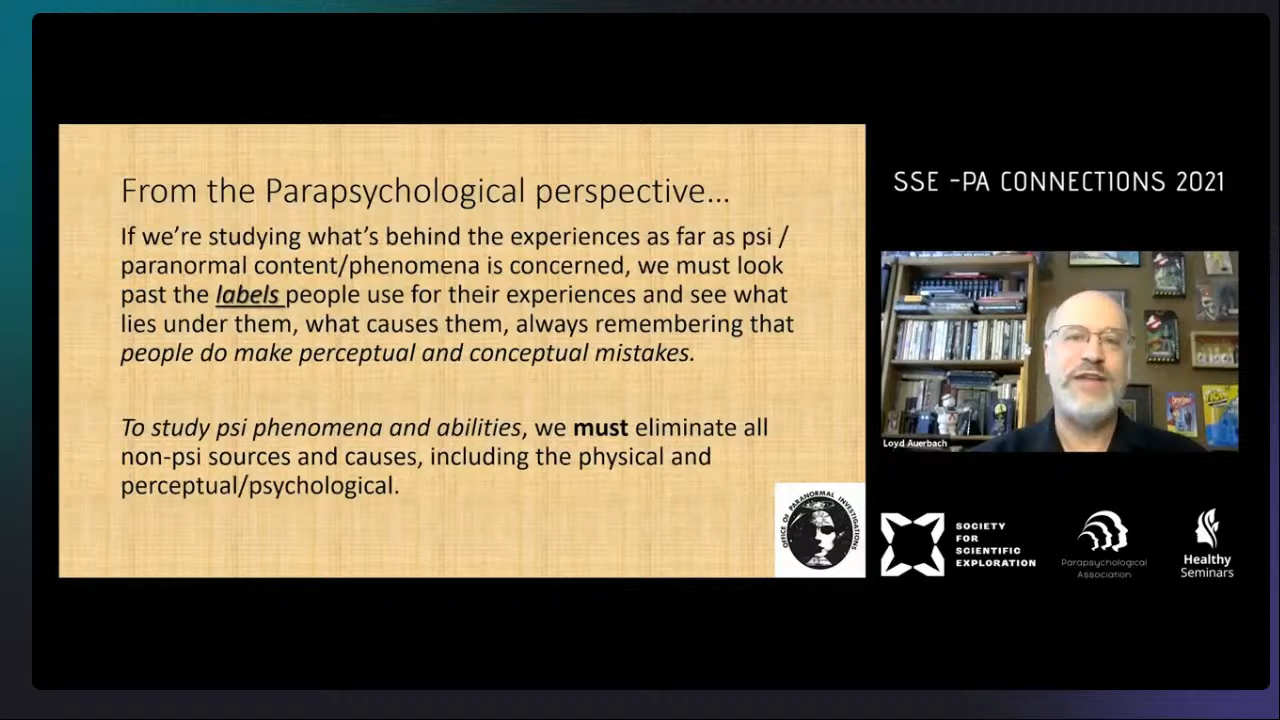 From the Parapsychological perspective...
If we're studying what's behind the experiences as far as psi /
paranormal content/phenomena is concerned, we must look
past the labels people use for their experiences and see what
lies under them, what causes them, always remembering that
people do make perceptual and conceptual mistakes.
To study psi phenomena and abilities, we must eliminate all
non-psi sources and causes, including the physical and
perceptual/psychological.
OFFICE OF PARANORMAL INVESTIGATIONS
SSE -PA CONNECTIONS 2021
Loyd Auerbach
SOCIETY
FOR
SCIENTIFIC
EXPLORATION
Parapsychological
Association
Healthy
Seminars